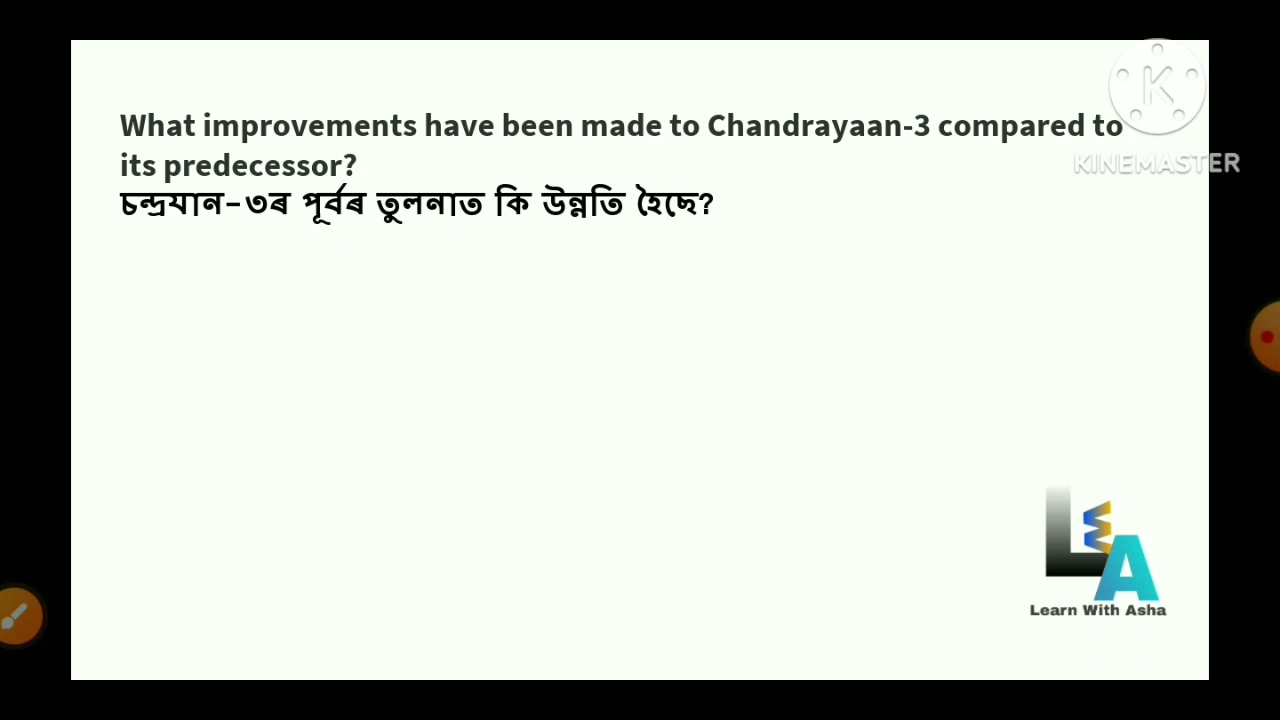 What improvements have been made to Chandrayaan-3 compared to
its predecessor?
চন্দ্ৰযান-৩ৰ পূৰ্বৰ তুলনাত কি উন্নতি হৈছে?
KINEMASTER
LEA
Learn With Asha